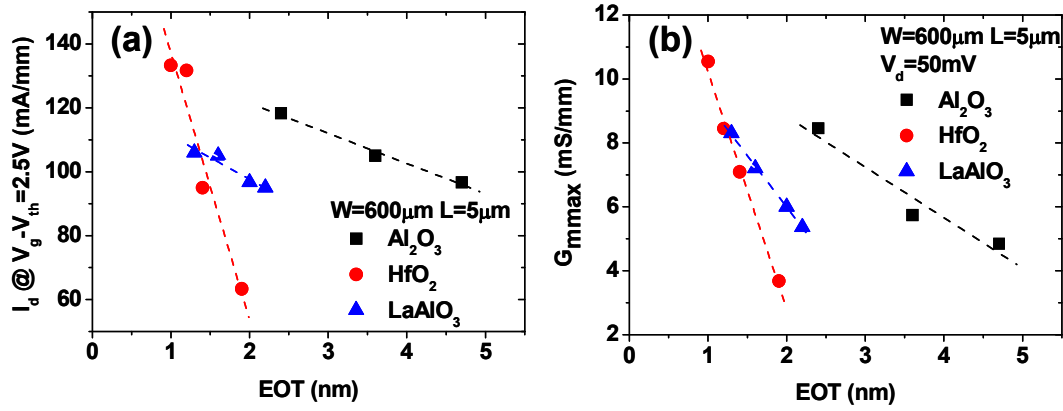 (a)
I_d @ V_g-V_th=2.5V (mA/mm)
140
120
100
80
60
W=600μm L=5μm
Al₂O₃
HfO₂
LaAlO₃
0 1 2 3 4 5
EOT (nm)
(b)
G_mmax (mS/mm)
12
10
8
6
4
2
W=600μm L=5μm
V_d=50mV
Al₂O₃
HfO₂
LaAlO₃
0 1 2 3 4 5
EOT (nm)